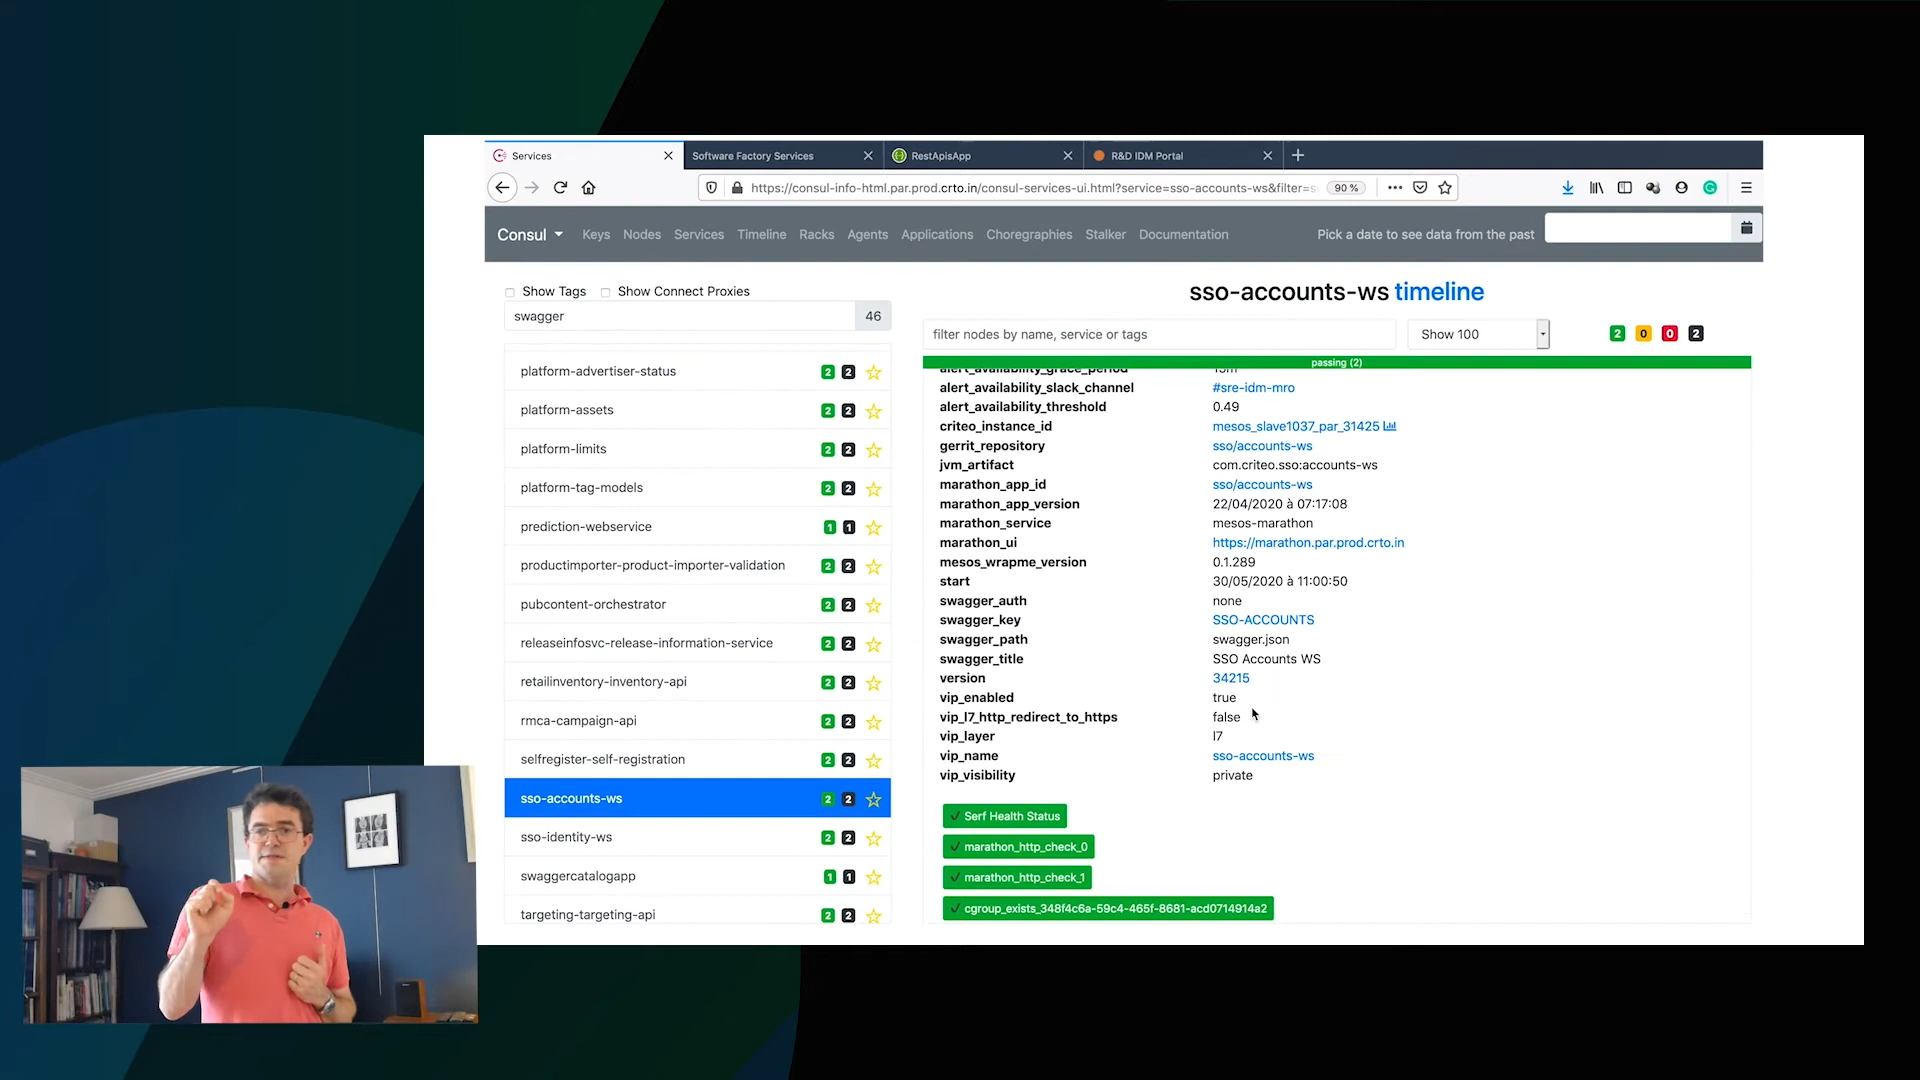 Services
Software Factory Services
RestApisApp
R&D IDM Portal
https://consul-info-html.par.prod.crto.in/consul-services-ui.html?service=sso-accounts-ws&filter=s
90 %
Consul
Keys
Nodes
Services
Timeline
Racks
Agents
Applications
Choregraphies
Stalker
Documentation
Pick a date to see data from the past
Show Tags
Show Connect Proxies
swagger
46
platform-advertiser-status 2 2
platform-assets 2 2
platform-limits 2 2
platform-tag-models 2 2
prediction-webservice 1 1
productimporter-product-importer-validation 2 2
pubcontent-orchestrator 2 2
releaseinfosvc-release-information-service 2 2
retailinventory-inventory-api 2 2
rmca-campaign-api 2 2
selfregister-self-registration 2 2
sso-accounts-ws 2 2
sso-identity-ws 2 2
swaggercatalogapp 1 1
targeting-targeting-api 2 2
sso-accounts-ws timeline
filter nodes by name, service or tags
Show 100
2 0 0 2
passing (2)
alert_availability_grace_period 15m
alert_availability_slack_channel #sre-idm-mro
alert_availability_threshold 0.49
criteo_instance_id mesos_slave1037_par_31425
gerrit_repository sso/accounts-ws
jvm_artifact com.criteo.sso:accounts-ws
marathon_app_id sso/accounts-ws
marathon_app_version 22/04/2020 à 07:17:08
marathon_service mesos-marathon
marathon_ui https://marathon.par.prod.crto.in
mesos_wrapme_version 0.1.289
start 30/05/2020 à 11:00:50
swagger_auth none
swagger_key SSO-ACCOUNTS
swagger_path swagger.json
swagger_title SSO Accounts WS
version 34215
vip_enabled true
vip_l7_http_redirect_to_https false
vip_layer l7
vip_name sso-accounts-ws
vip_visibility private
Serf Health Status
marathon_http_check_0
marathon_http_check_1
cgroup_exists_348f4c6a-59c4-465f-8681-acd0714914a2